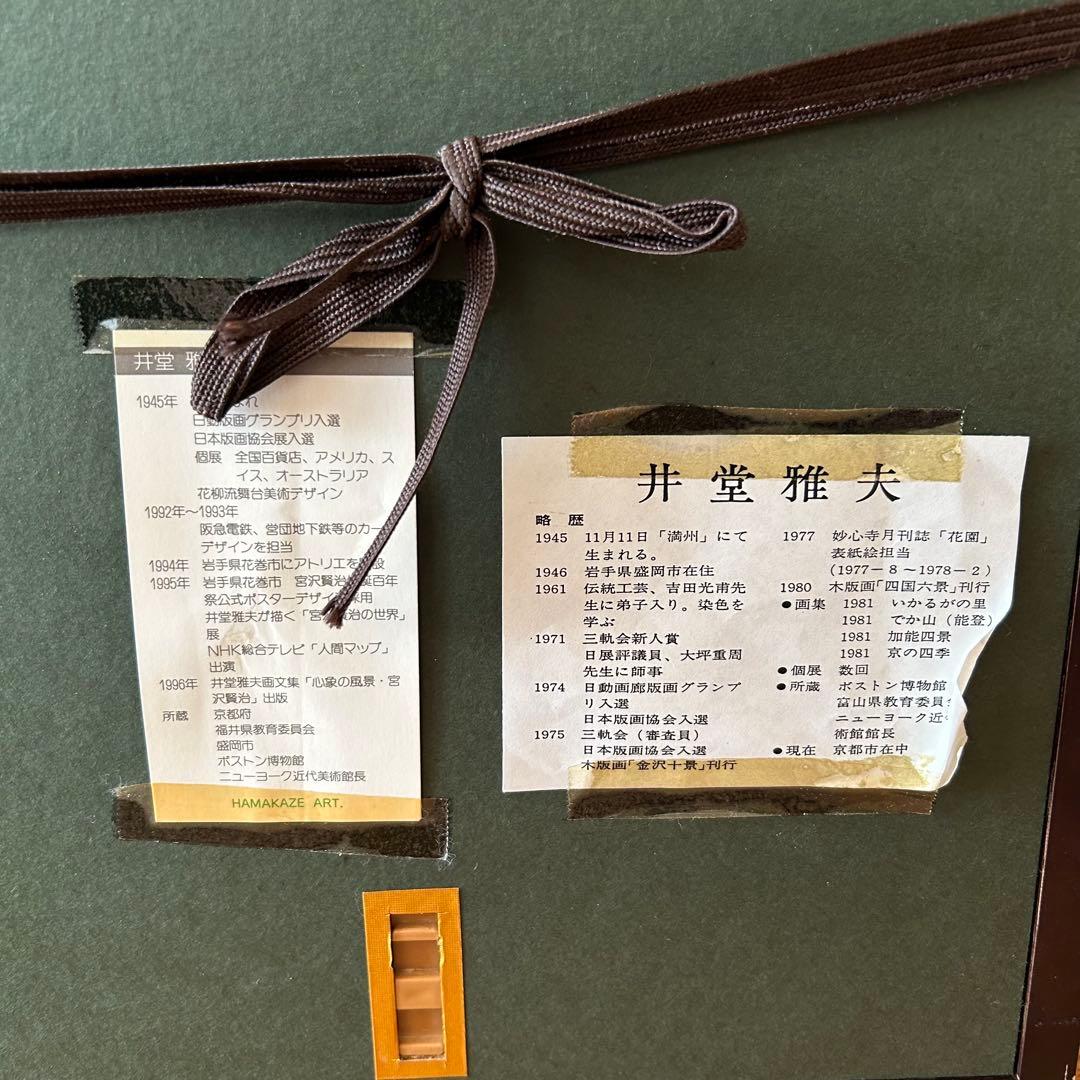 井堂 雅
1945年 まれ
日動版画グランプリ入選
日本版画協会展入選
個展 全国百貨店、アメリカ、ス
イス、オーストラリア
花柳流舞台美術デザイン
1992年〜1993年
阪急電鉄、営団地下鉄等のカー
デザインを担当
1994年 岩手県花巻市にアトリエを 設
1995年 岩手県花巻市 宮沢賢治 誕百年
祭公式ポスターデザイ 採用
井堂雅夫が描く「宮 賢治の世界」
展
NHK総合テレビ「人間マップ」
出演
1996年 井堂雅夫画文集「心象の風景・宮
沢賢治」出版
所蔵 京都府
福井県教育委員会
盛岡市
ボストン博物館
ニューヨーク近代美術館長
HAMAKAZE ART.
井堂雅夫
略 歴
1945 11月11日「満州」にて
生まれる。
1946 岩手県盛岡市在住
1961 伝統工芸、吉田光甫先
生に弟子入り。染色を
学ぶ
1971 三軌会新人賞
日展評議員、大坪重周
先生に師事
1974 日動画廊版画グランプ
リ入選
日本版画協会入選
1975 三軌会（審査員）
日本版画協会入選
木版画「金沢十景」刊行
1977 妙心寺月刊誌「花園」
表紙絵担当
(1977－8～1978－2)
1980 木版画「四国六景」刊行
●画集 1981 いかるがの里
1981 でか山（能登）
1981 加能四景
1981 京の四季
●個展 数回
●所蔵 ボストン博物館
富山県教育委員
ニューヨーク近
術館館長
●現在 京都市在中